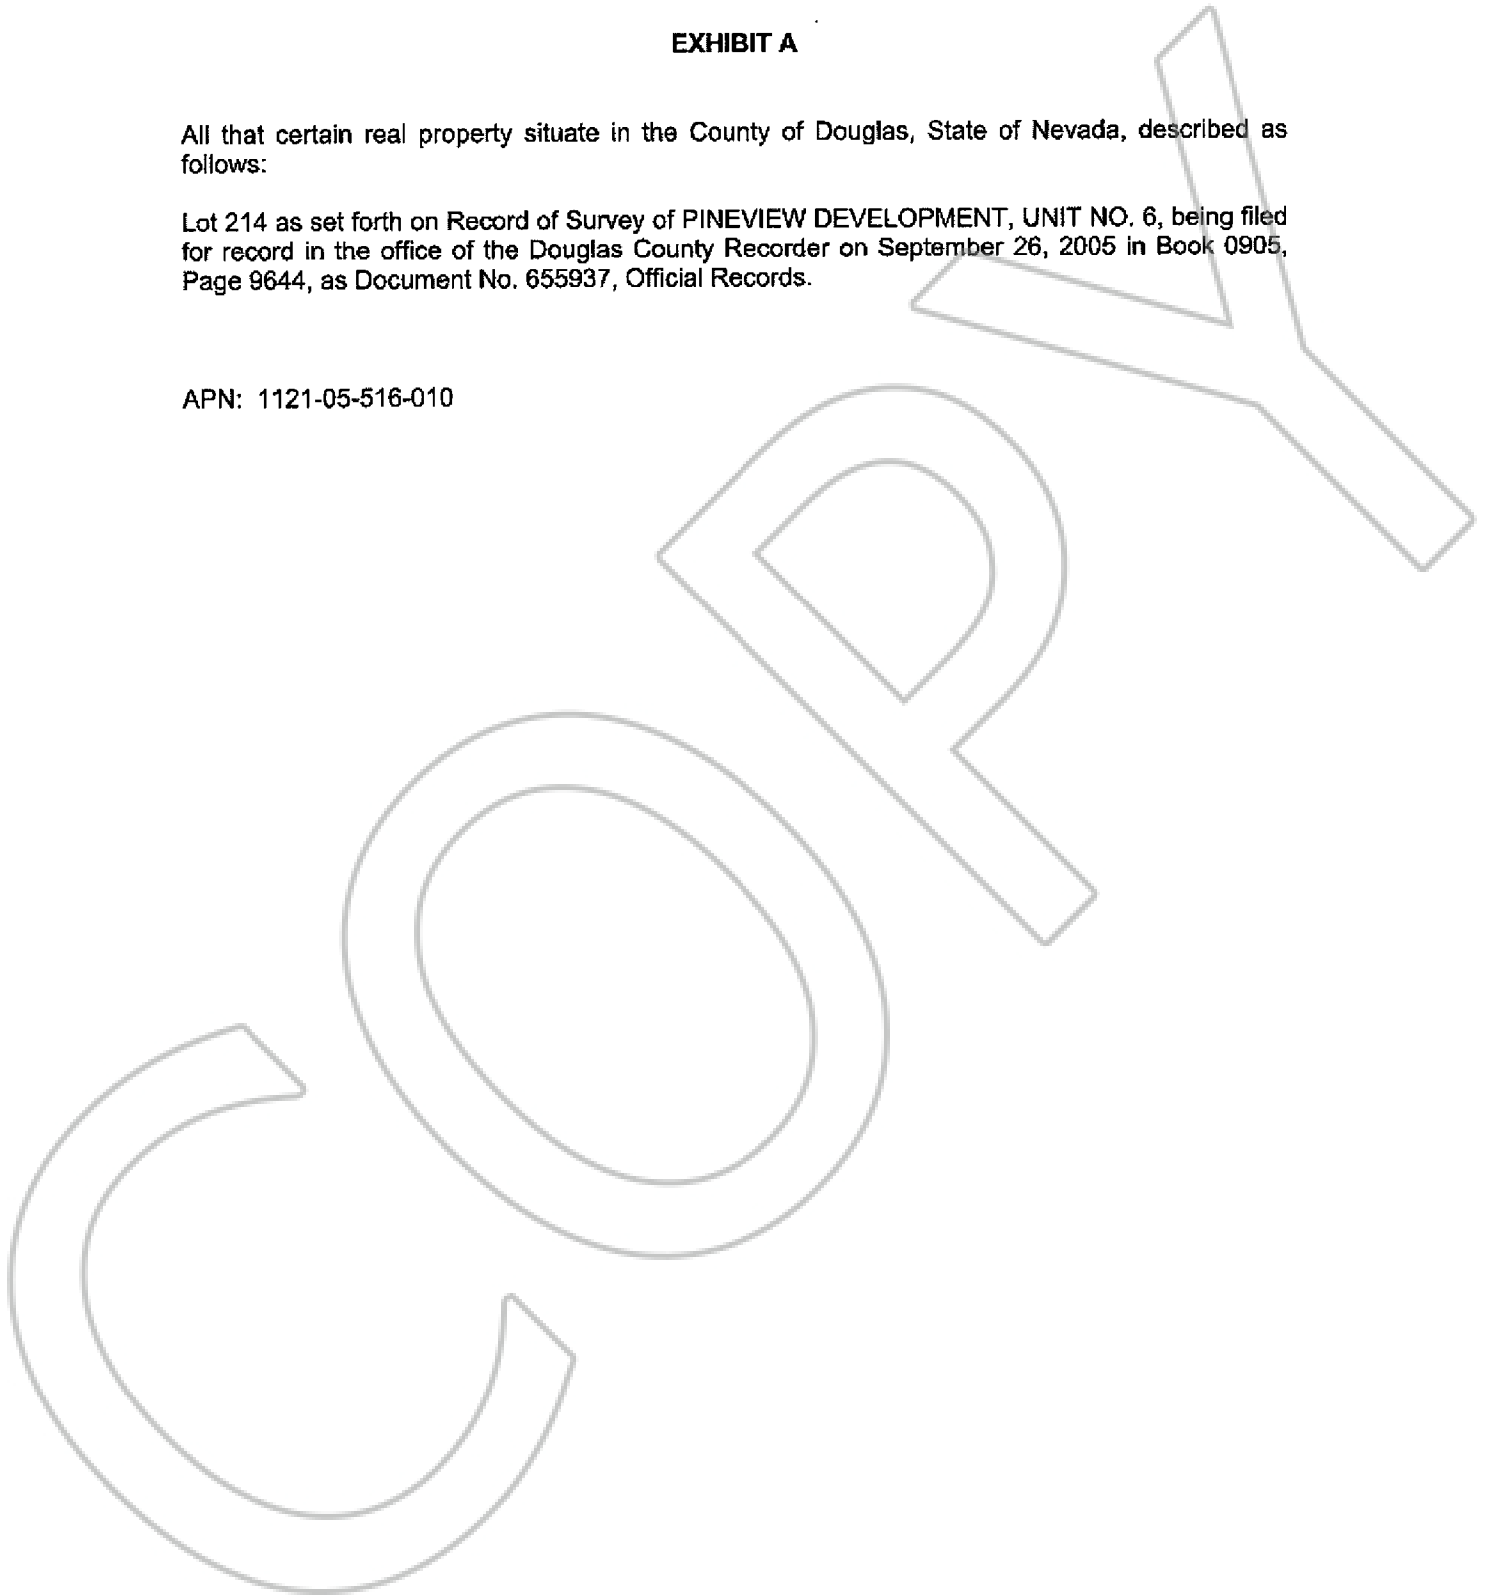 EXHIBIT A
All that certain real property situate in the County of Douglas, State of Nevada, described as
follows:
Lot 214 as set forth on Record of Survey of PINEVIEW DEVELOPMENT, UNIT NO. 6, being filed
for record in the office of the Douglas County Recorder on September 26, 2005 in Book 0905,
Page 9644, as Document No. 655937, Official Records.
APN: 1121-05-516-010
COPY